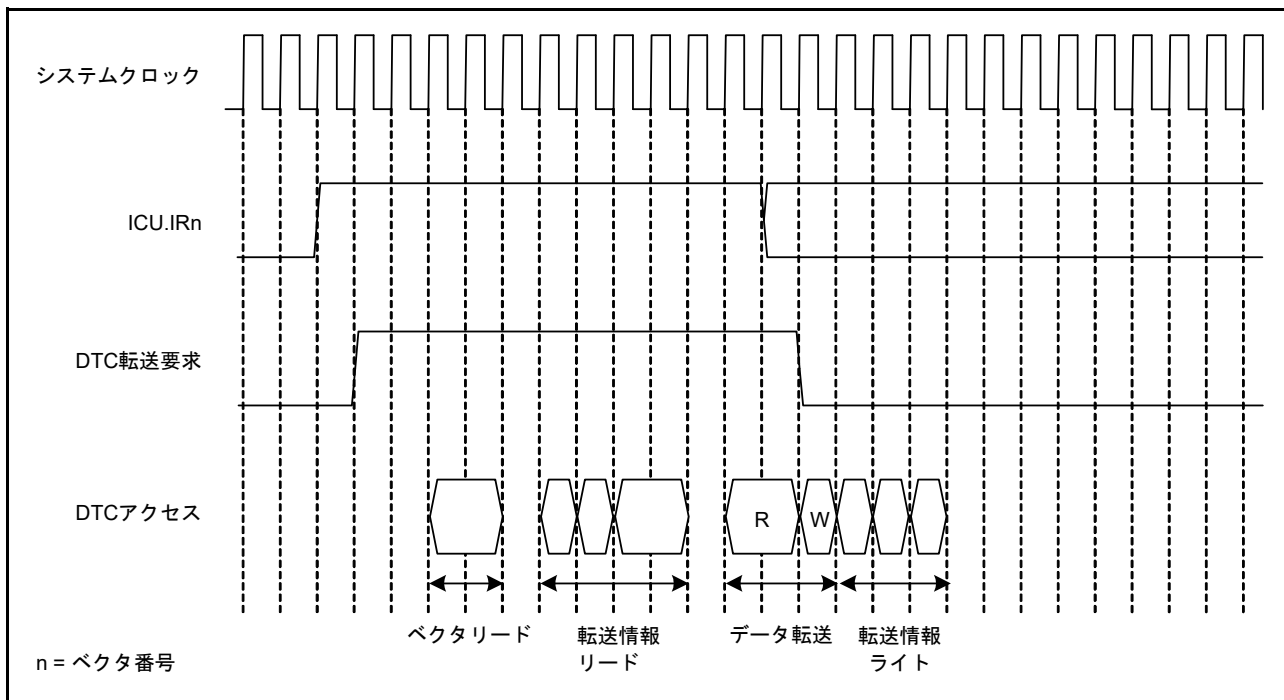 システムクロック
ICU.IRn
DTC転送要求
DTCアクセス
R
W
ベクタリード
転送情報
リード
データ転送
転送情報
ライト
n = ベクタ番号